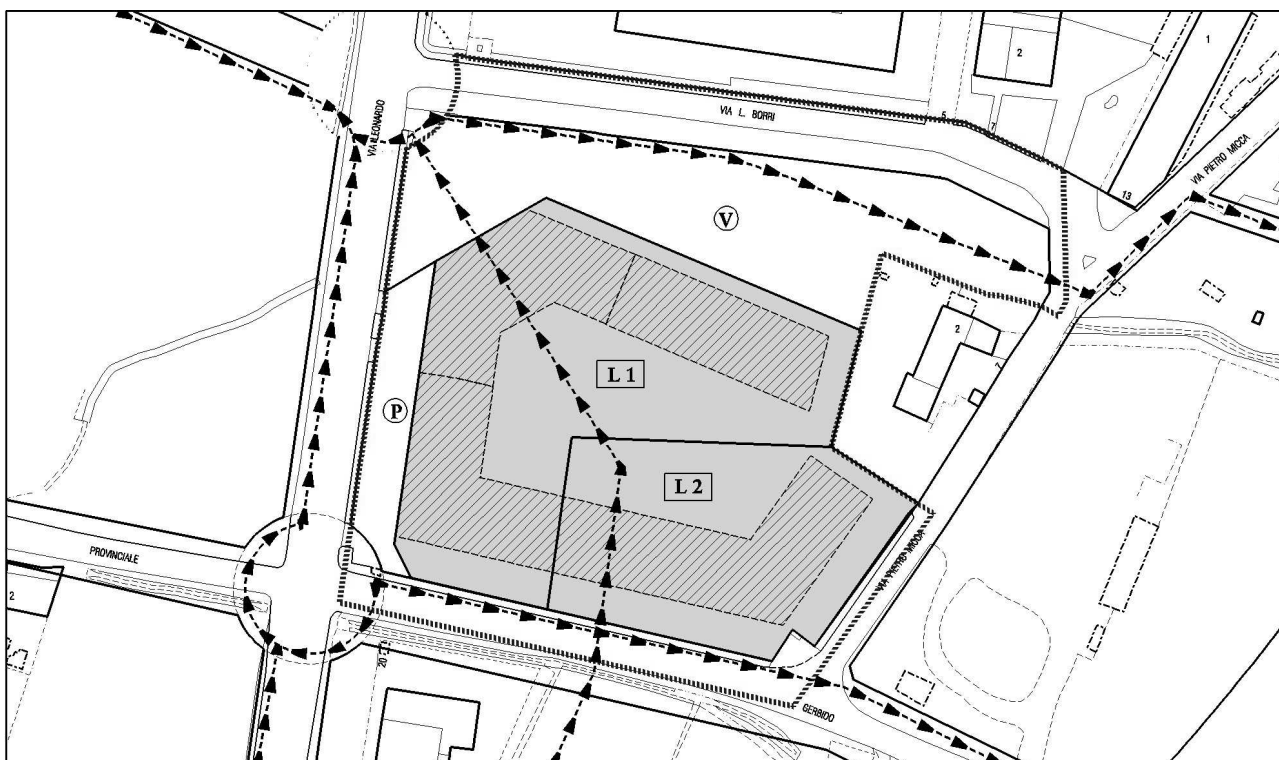 2
1
VIA LEONARDO
VIA L. BORRI
5
7
VIA PIETRO MICCA
13
V
2
7
L 1
P
L 2
VIA PIETRO MICCA
PROVINCIALE
2
20
GERBIDO